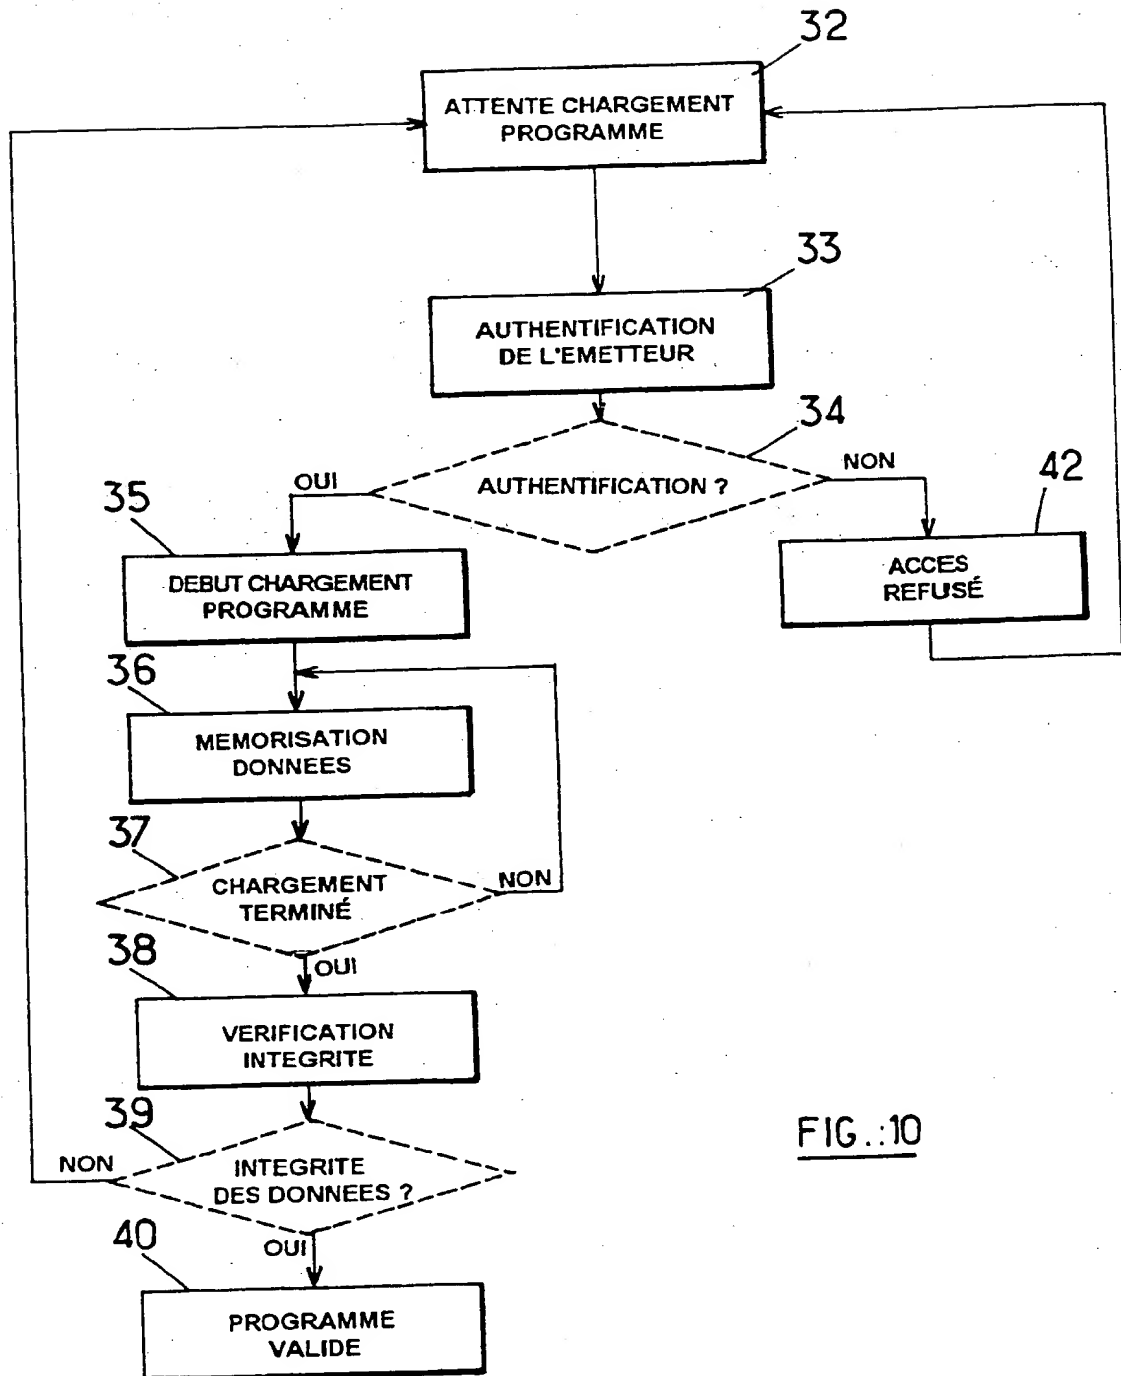 32
ATTENTE CHARGEMENT
PROGRAMME
33
AUTHENTIFICATION
DE L'EMETTEUR
34
AUTHENTIFICATION ?
OUI
NON
35
42
DEBUT CHARGEMENT
PROGRAMME
ACCES
REFUSÉ
36
MEMORISATION
DONNEES
37
CHARGEMENT
TERMINÉ
NON
38
OUI
VERIFICATION
INTEGRITE
39
NON
INTEGRITE
DES DONNEES ?
FIG.:10
40
OUI
PROGRAMME
VALIDE